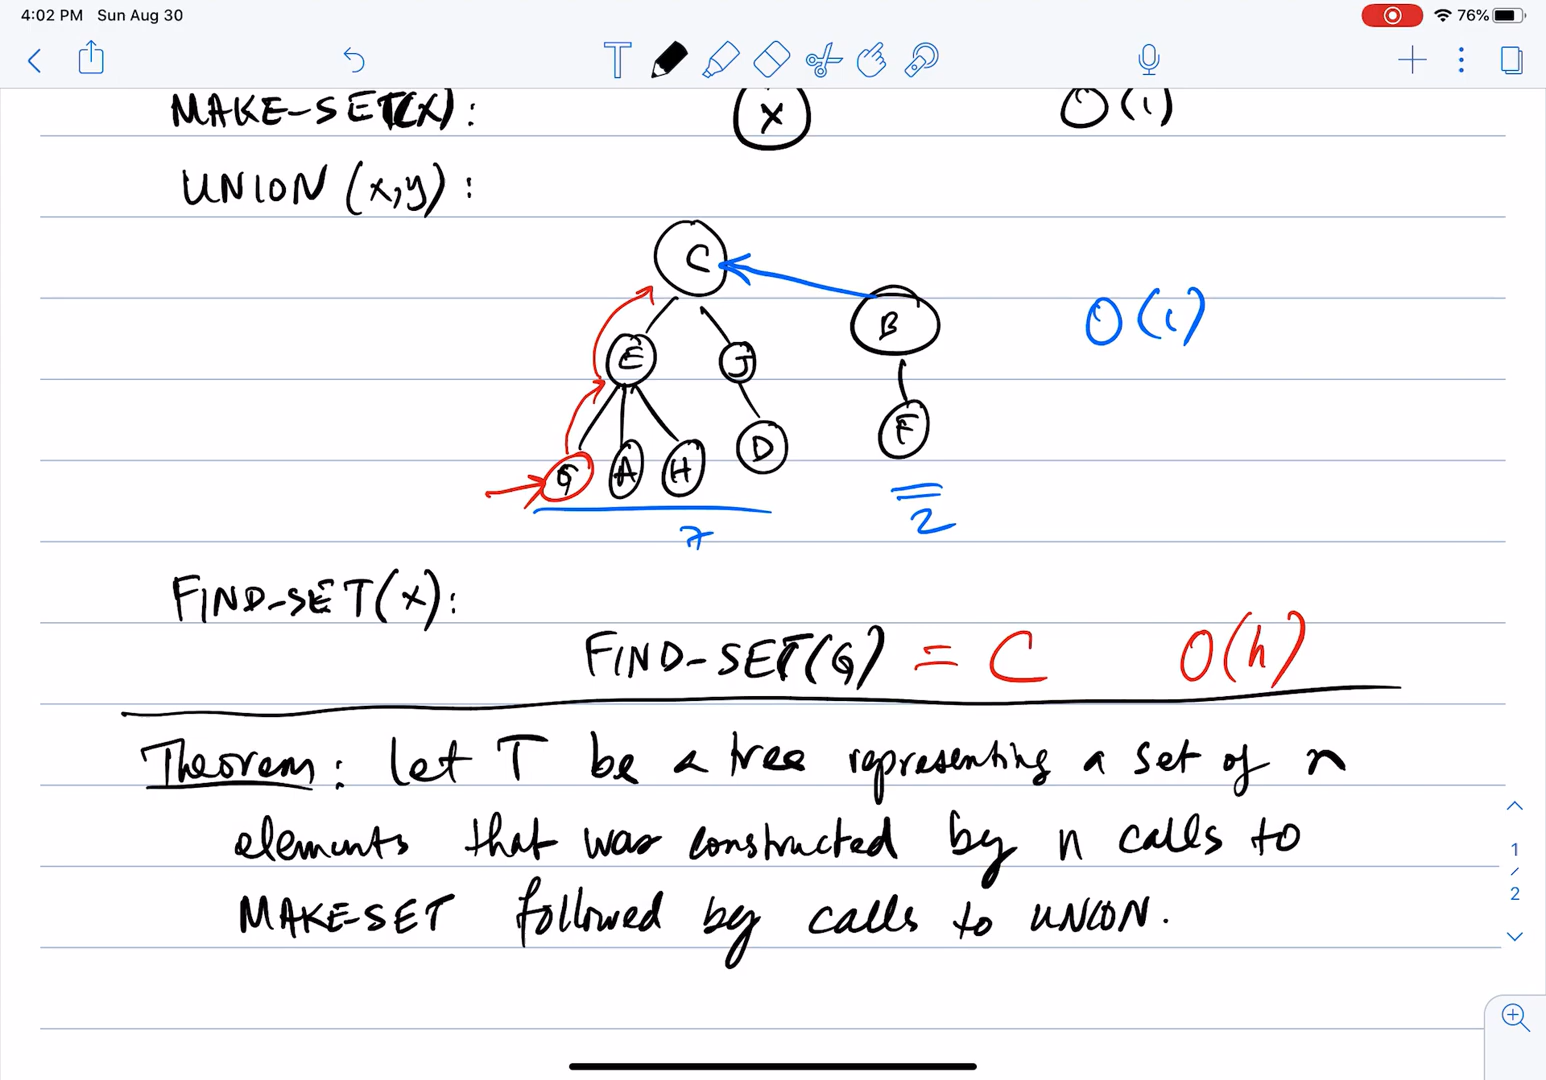 4:02 PM Sun Aug 30
76%
T
MAKE-SET(X): X O(1)
UNION (x,y):
C
B O(1)
E J
F
G A H D
7 2
FIND-SET(X):
FIND-SET(G) = C O(h)
Theorem: Let T be a tree representing a set of n
elements that was constructed by n calls to
MAKE-SET followed by calls to UNION.
1
/
2